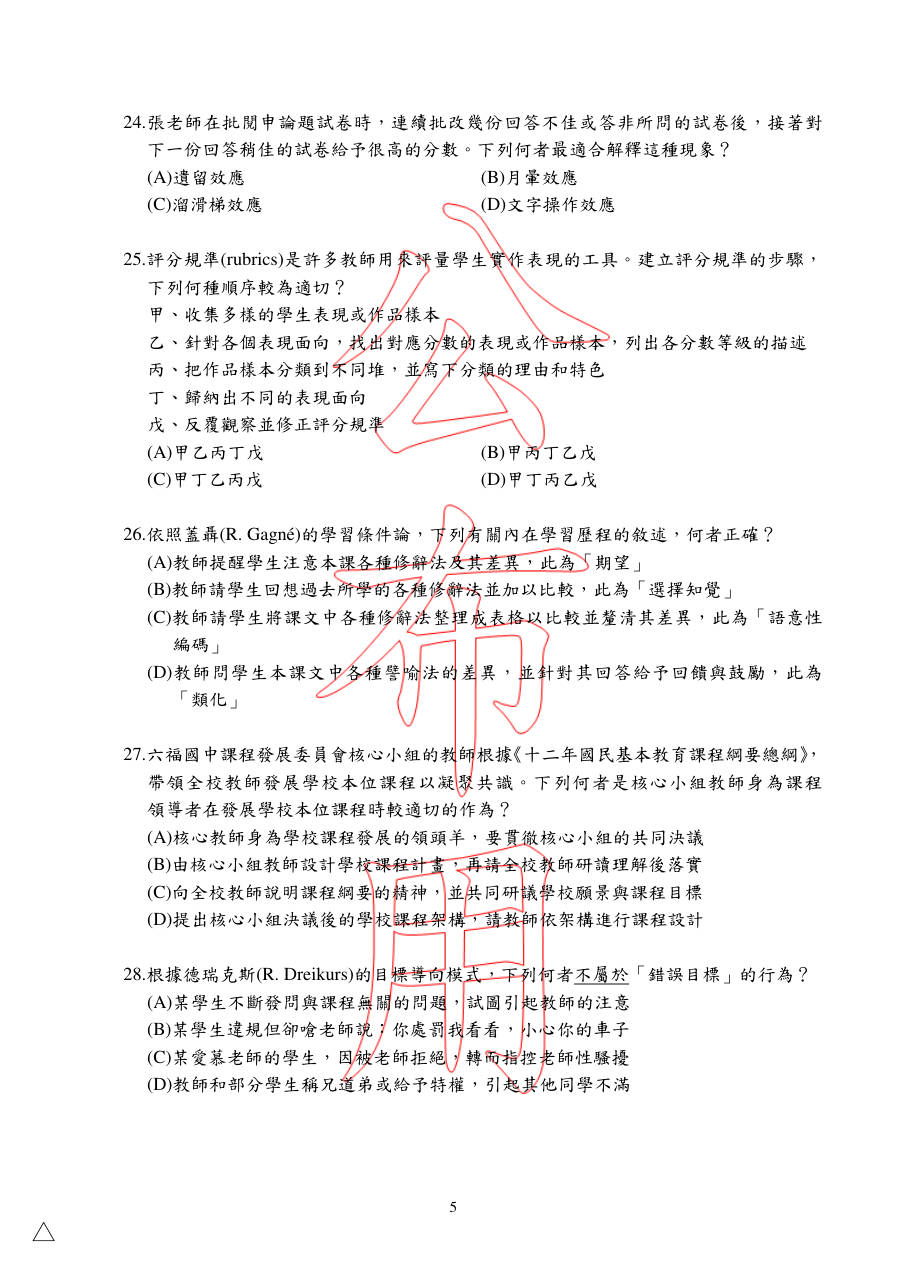 24.張老師在批閱申論題試卷時，連續批改幾份回答不佳或答非所問的試卷後，接著對
下一份回答稍佳的試卷給予很高的分數。下列何者最適合解釋這種現象？
(A)遺留效應 (B)月暈效應
(C)溜滑梯效應 (D)文字操作效應
25.評分規準(rubrics)是許多教師用來評量學生實作表現的工具。建立評分規準的步驟，
下列何種順序較為適切？
甲、收集多樣的學生表現或作品樣本
乙、針對各個表現面向，找出對應分數的表現或作品樣本，列出各分數等級的描述
丙、把作品樣本分類到不同堆，並寫下分類的理由和特色
丁、歸納出不同的表現面向
戊、反覆觀察並修正評分規準
(A)甲乙丙丁戊 (B)甲丙丁乙戊
(C)甲丁乙丙戊 (D)甲丁丙乙戊
26.依照蓋聶(R. Gagné)的學習條件論，下列有關內在學習歷程的敘述，何者正確？
(A)教師提醒學生注意本課各種修辭法及其差異，此為「期望」
(B)教師請學生回想過去所學的各種修辭法並加以比較，此為「選擇知覺」
(C)教師請學生將課文中各種修辭法整理成表格以比較並釐清其差異，此為「語意性
編碼」
(D)教師問學生本課文中各種譬喻法的差異，並針對其回答給予回饋與鼓勵，此為
「類化」
27.六福國中課程發展委員會核心小組的教師根據《十二年國民基本教育課程綱要總綱》，
帶領全校教師發展學校本位課程以凝聚共識。下列何者是核心小組教師身為課程
領導者在發展學校本位課程時較適切的作為？
(A)核心教師身為學校課程發展的領頭羊，要貫徹核心小組的共同決議
(B)由核心小組教師設計學校課程計畫，再請全校教師研讀理解後落實
(C)向全校教師說明課程綱要的精神，並共同研議學校願景與課程目標
(D)提出核心小組決議後的學校課程架構，請教師依架構進行課程設計
28.根據德瑞克斯(R. Dreikurs)的目標導向模式，下列何者不屬於「錯誤目標」的行為？
(A)某學生不斷發問與課程無關的問題，試圖引起教師的注意
(B)某學生違規但卻嗆老師說：你處罰我看看，小心你的車子
(C)某愛慕老師的學生，因被老師拒絕，轉而指控老師性騷擾
(D)教師和部分學生稱兄道弟或給予特權，引起其他同學不滿
公布用
5